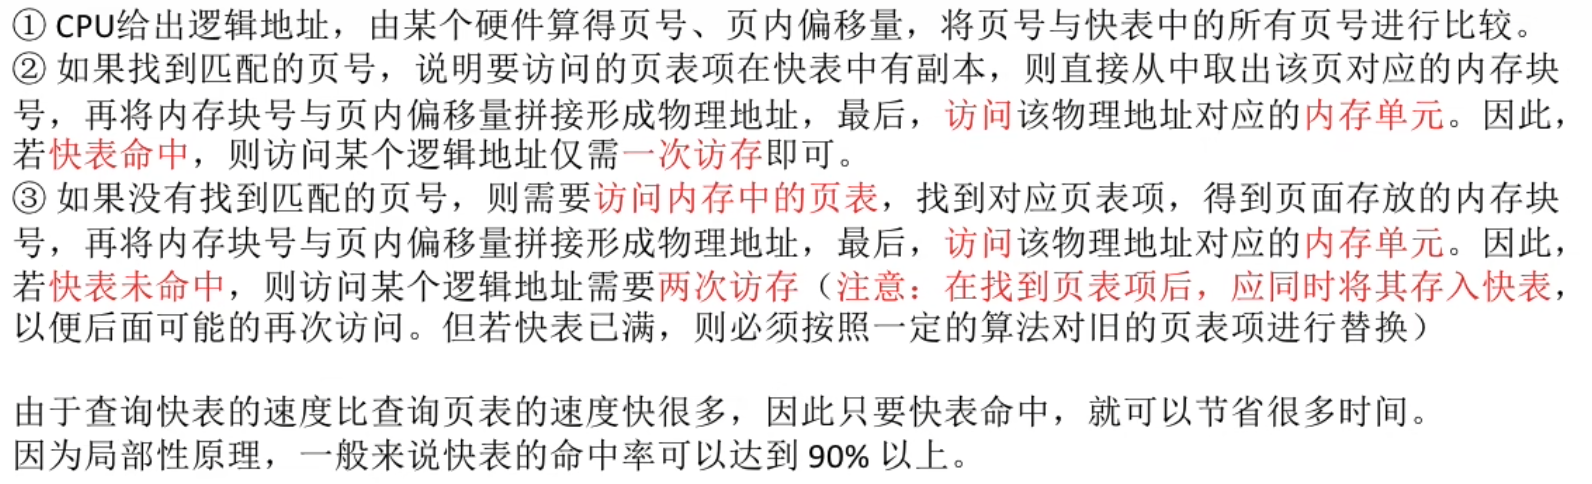 ① CPU给出逻辑地址，由某个硬件算得页号、页内偏移量，将页号与快表中的所有页号进行比较。
② 如果找到匹配的页号，说明要访问的页表项在快表中有副本，则直接从中取出该页对应的内存块
号，再将内存块号与页内偏移量拼接形成物理地址，最后，访问该物理地址对应的内存单元。因此，
若快表命中，则访问某个逻辑地址仅需一次访存即可。
③ 如果没有找到匹配的页号，则需要访问内存中的页表，找到对应页表项，得到页面存放的内存块
号，再将内存块号与页内偏移量拼接形成物理地址，最后，访问该物理地址对应的内存单元。因此，
若快表未命中，则访问某个逻辑地址需要两次访存（注意：在找到页表项后，应同时将其存入快表，
以便后面可能的再次访问。但若快表已满，则必须按照一定的算法对旧的页表项进行替换）
由于查询快表的速度比查询页表的速度快很多，因此只要快表命中，就可以节省很多时间。
因为局部性原理，一般来说快表的命中率可以达到 90% 以上。